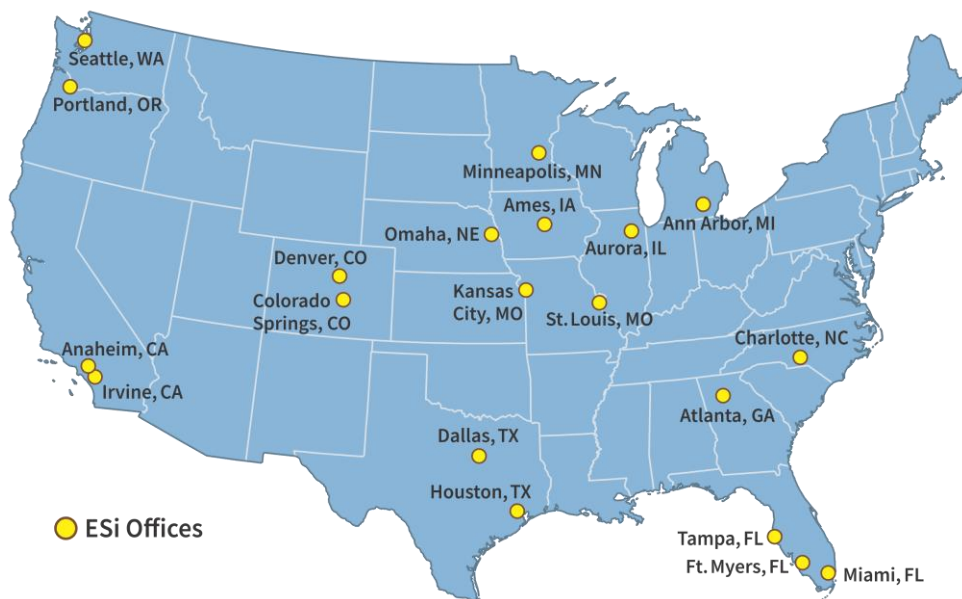 Seattle, WA
Portland, OR
Minneapolis, MN
Ames, IA
Ann Arbor, MI
Omaha, NE
Aurora, IL
Denver, CO
Colorado
Springs, CO
Kansas
City, MO
St. Louis, MO
Charlotte, NC
Anaheim, CA
Irvine, CA
Atlanta, GA
Dallas, TX
Houston, TX
ESi Offices
Tampa, FL
Ft. Myers, FL
Miami, FL